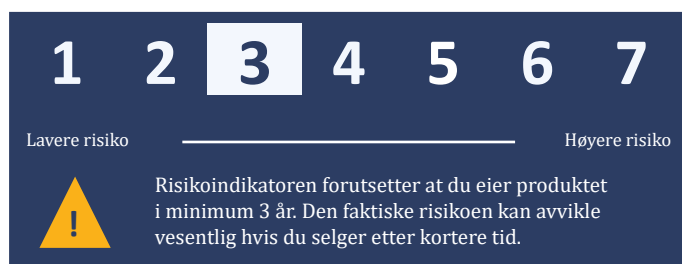 1 2 3 4 5 6 7
Lavere risiko Høyere risiko
! Risikoindikatoren forutsetter at du eier produktet
i minimum 3 år. Den faktiske risikoen kan avvikle
vesentlig hvis du selger etter kortere tid.